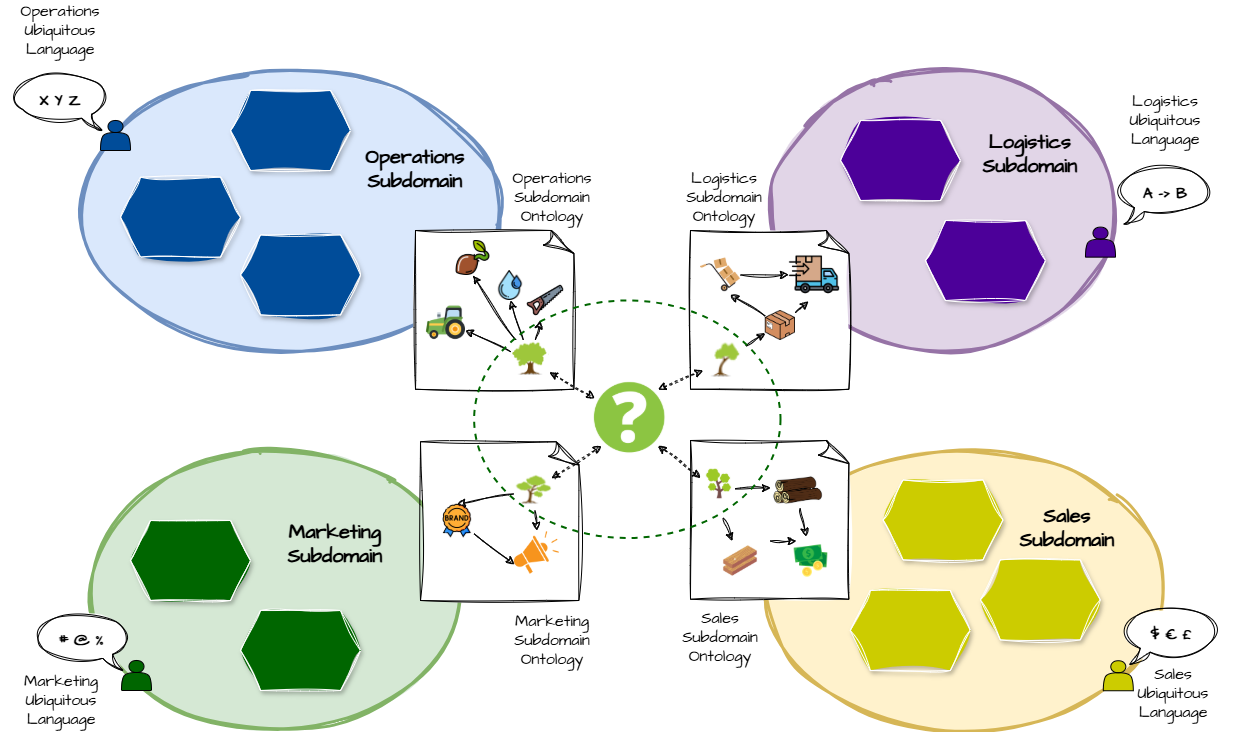 Operations
Ubiquitous
Language
X Y Z
Operations
Subdomain
Operations
Subdomain
Ontology
Logistics
Subdomain
Ontology
Logistics
Subdomain
Logistics
Ubiquitous
Language
A -> B
?
Marketing
Subdomain
BRAND
Marketing
Subdomain
Ontology
# @ %
Marketing
Ubiquitous
Language
$
Sales
Subdomain
Ontology
Sales
Subdomain
$ € £
Sales
Ubiquitous
Language